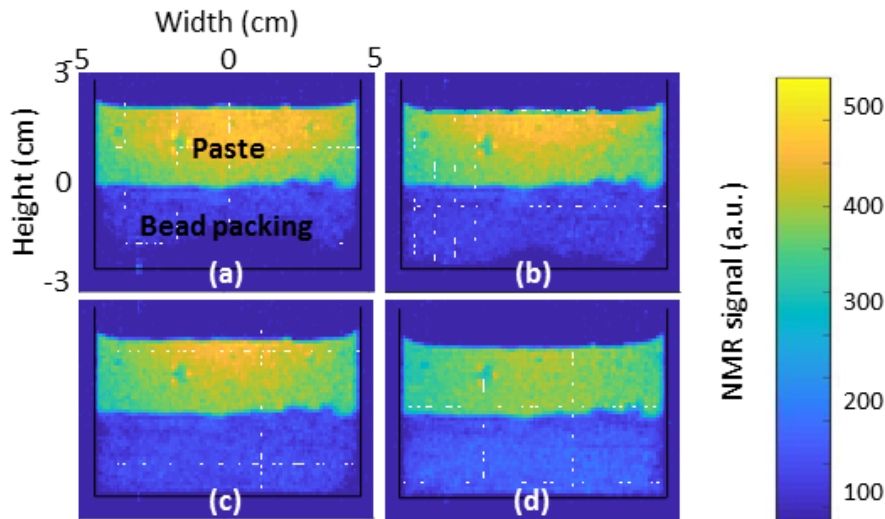 Width (cm)
-5 0 5
3
Height (cm)
0
-3
Paste
Bead packing
(a)
(b)
(c)
(d)
NMR signal (a.u.)
500
400
300
200
100